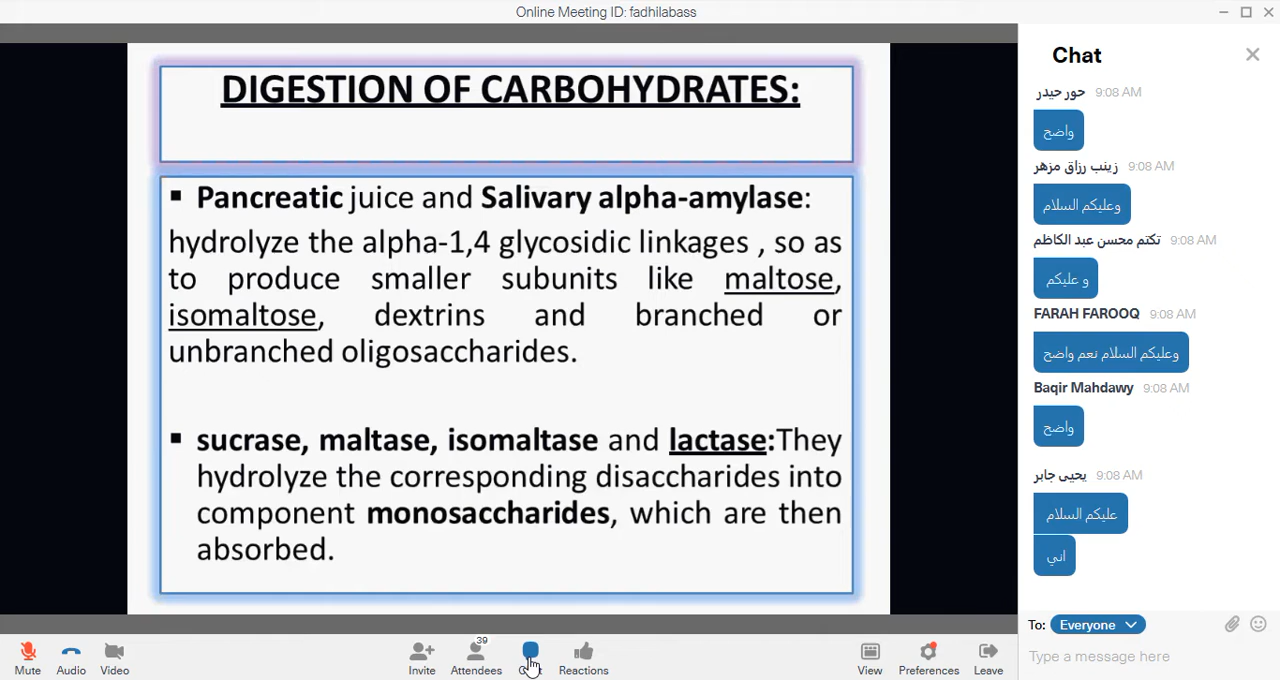 Online Meeting ID: fadhilabass
DIGESTION OF CARBOHYDRATES:
▪ Pancreatic juice and Salivary alpha-amylase:
hydrolyze the alpha-1,4 glycosidic linkages , so as
to produce smaller subunits like maltose,
isomaltose, dextrins and branched or
unbranched oligosaccharides.
▪ sucrase, maltase, isomaltase and lactase:They
hydrolyze the corresponding disaccharides into
component monosaccharides, which are then
absorbed.
Chat
حور حيدر 9:08 AM
واضح
زينب رزاق مزهر 9:08 AM
وعليكم السلام
تكتم محسن عبد الكاظم 9:08 AM
و عليكم
FARAH FAROOQ 9:08 AM
وعليكم السلام نعم واضح
Baqir Mahdawy 9:08 AM
واضح
يحيى جابر 9:08 AM
عليكم السلام
اني
To: Everyone
Type a message here
39
Mute Audio Video Invite Attendees Reactions View Preferences Leave